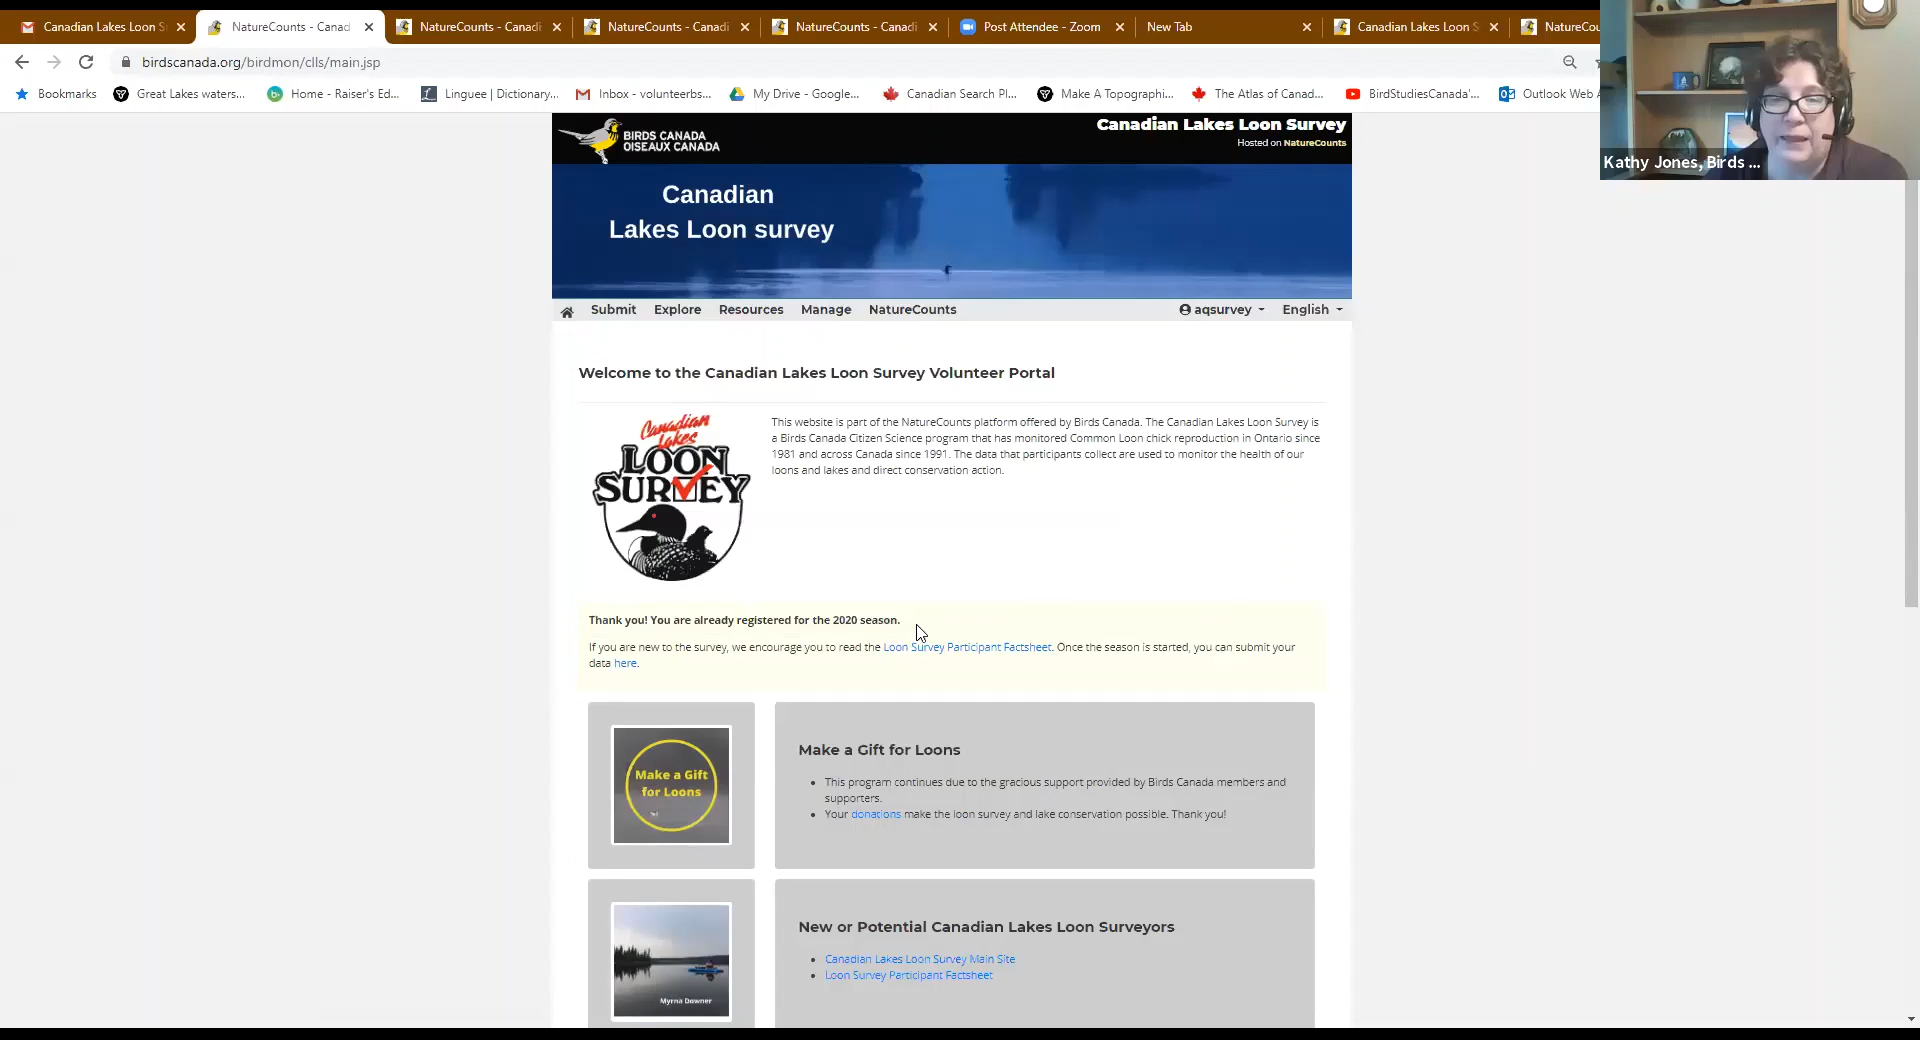 Canadian Lakes Loon S
NatureCounts - Canad
NatureCounts - Canadi
NatureCounts - Canadi
NatureCounts - Canadi
Post Attendee - Zoom
New Tab
Canadian Lakes Loon S
NatureCou
birdscanada.org/birdmon/clls/main.jsp
Bookmarks
Great Lakes waters...
Home - Raiser's Ed...
Linguee | Dictionary...
Inbox - volunteerbs...
My Drive - Google...
Canadian Search Pl...
Make A Topographi...
The Atlas of Canad...
BirdStudiesCanada'...
Outlook Web A
Kathy Jones, Birds ...
BIRDS CANADA
OISEAUX CANADA
Canadian Lakes Loon Survey
Hosted on NatureCounts
Canadian
Lakes Loon survey
Submit Explore Resources Manage NatureCounts aqsurvey English
Welcome to the Canadian Lakes Loon Survey Volunteer Portal
Canadian
Lakes
LOON
SURVEY
This website is part of the NatureCounts platform offered by Birds Canada. The Canadian Lakes Loon Survey is
a Birds Canada Citizen Science program that has monitored Common Loon chick reproduction in Ontario since
1981 and across Canada since 1991. The data that participants collect are used to monitor the health of our
loons and lakes and direct conservation action.
Thank you! You are already registered for the 2020 season.
If you are new to the survey, we encourage you to read the Loon Survey Participant Factsheet. Once the season is started, you can submit your
data here.
Make a Gift
for Loons
Make a Gift for Loons
• This program continues due to the gracious support provided by Birds Canada members and
supporters.
• Your donations make the loon survey and lake conservation possible. Thank you!
Myrna Downer
New or Potential Canadian Lakes Loon Surveyors
• Canadian Lakes Loon Survey Main Site
• Loon Survey Participant Factsheet